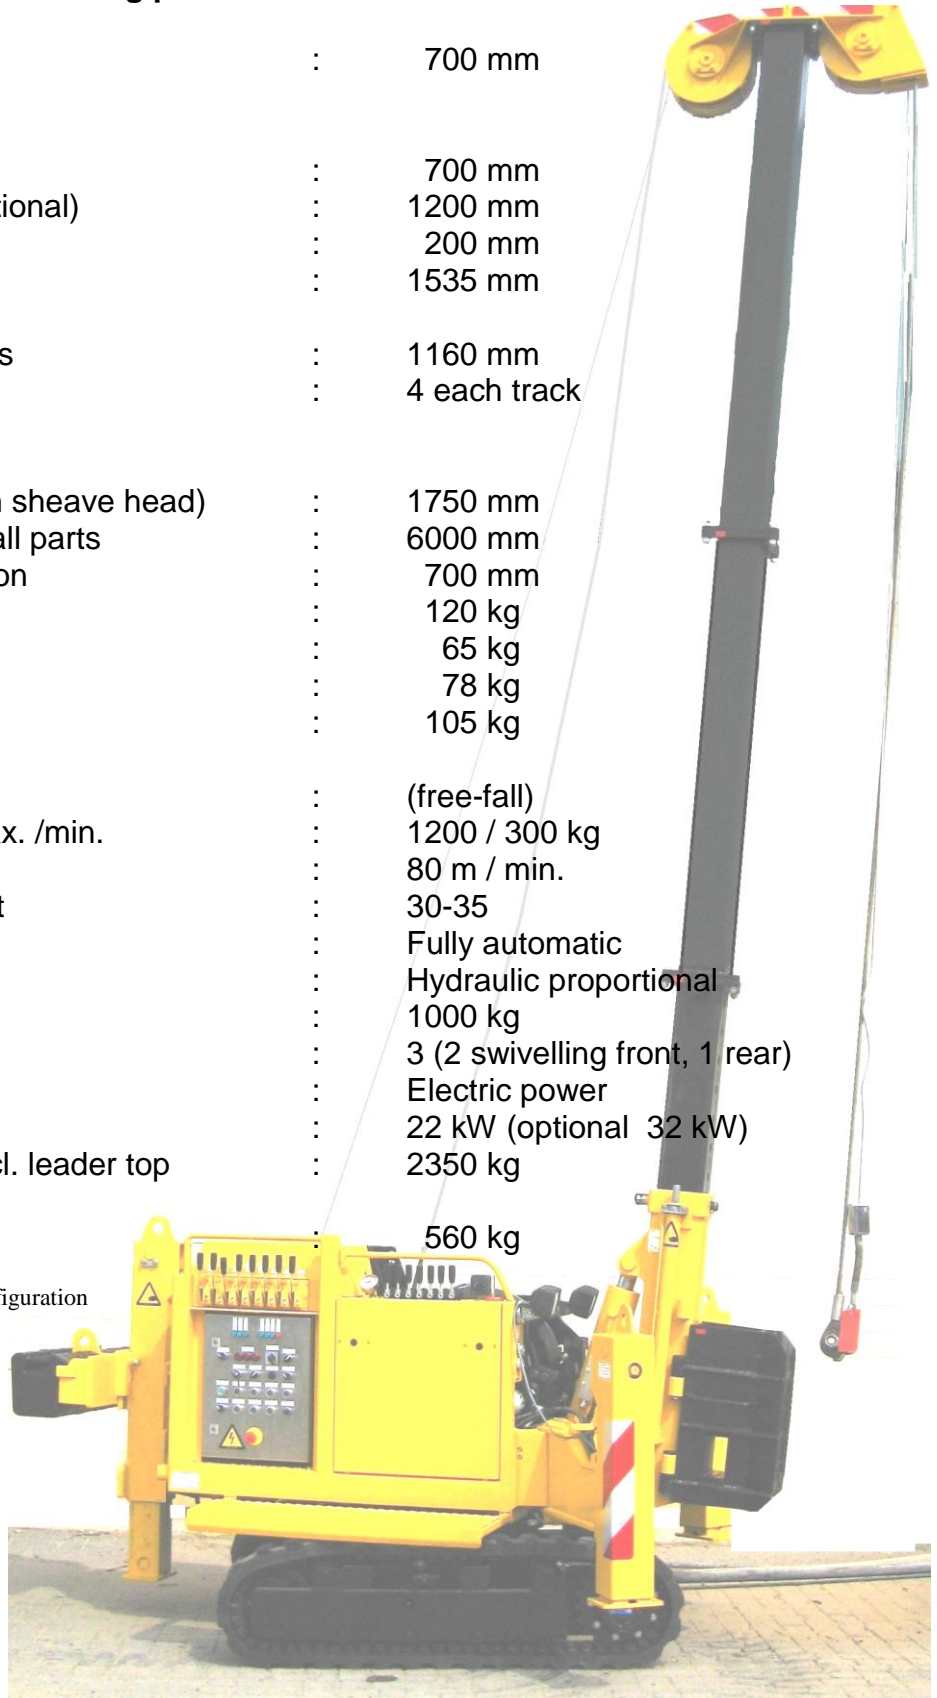 : 700 mm
: 700 mm
tional) : 1200 mm
: 200 mm
: 1535 mm
s : 1160 mm
: 4 each track
n sheave head) : 1750 mm
all parts : 6000 mm
on : 700 mm
: 120 kg
: 65 kg
: 78 kg
: 105 kg
: (free-fall)
x. /min. : 1200 / 300 kg
: 80 m / min.
t : 30-35
: Fully automatic
: Hydraulic proportional
: 1000 kg
: 3 (2 swivelling front, 1 rear)
: Electric power
: 22 kW (optional 32 kW)
cl. leader top : 2350 kg
: 560 kg
figuration